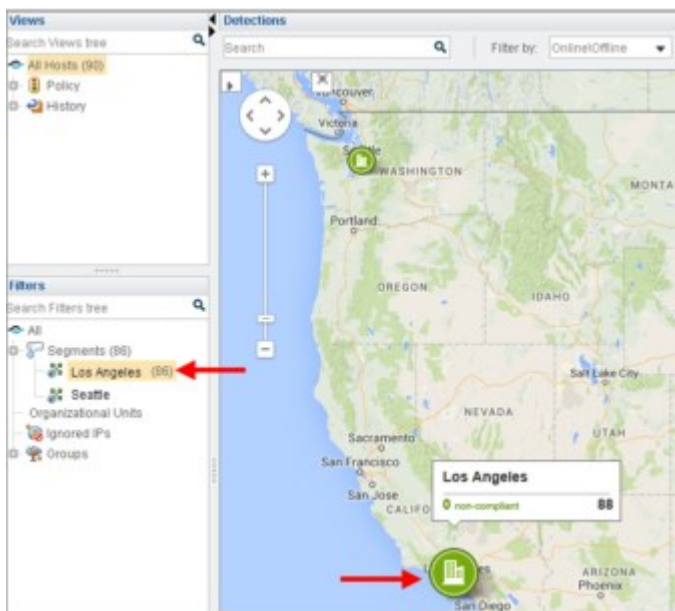 Views
Search Views tree
All Hosts (90)
Policy
History
Filters
Search Filters tree
All
Segments (86)
Los Angeles (86)
Seattle
Organizational Units
Ignored IPs
Groups
Detections
Search
Filter by: Online\Offline
Vancouver
Victoria
Seattle
WASHINGTON
MONTA
Portland
OREGON
IDAHO
Salt Lake City
NEVADA
UTAH
Sacramento
San Francisco
San Jose
CALIFO
Los Angeles
0 non-compliant 88
ARIZONA
Phoenix
San Diego